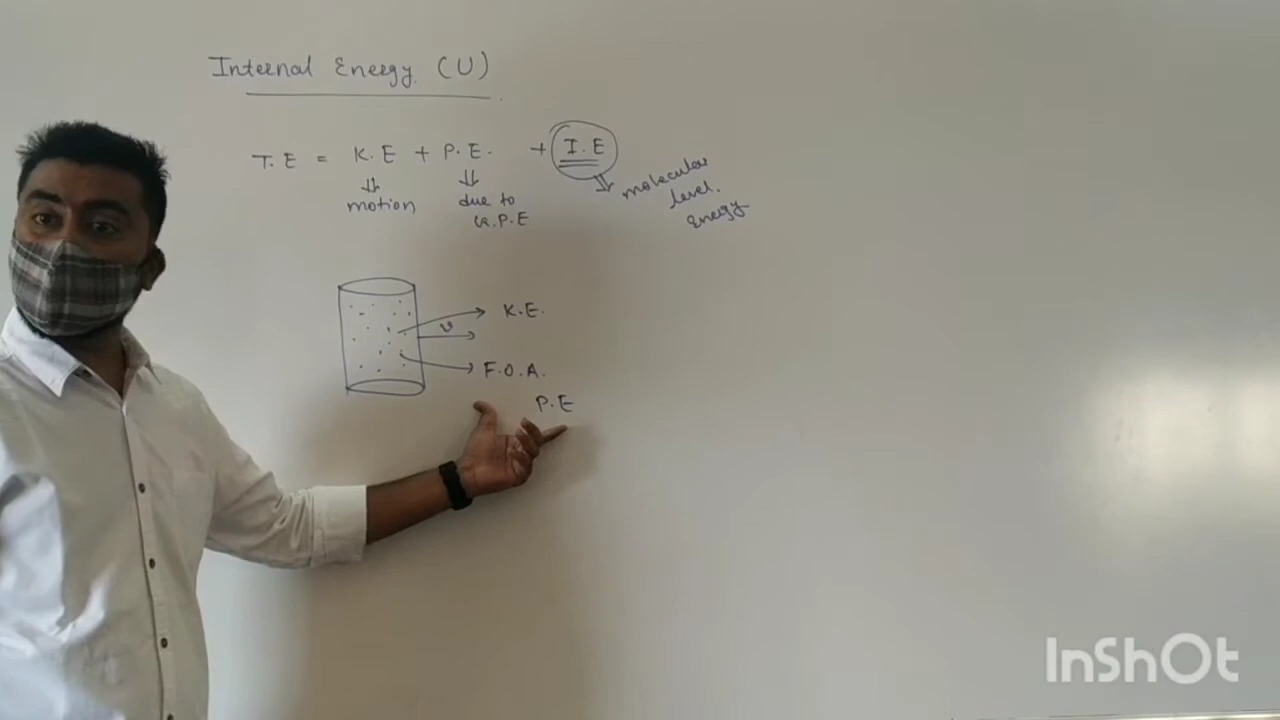 Internal Energy (U)
T.E = K.E + P.E. + I.E
motion
due to
G.P.E
molecular
level.
Energy
K.E.
v
F.O.A.
P.E
InShOt